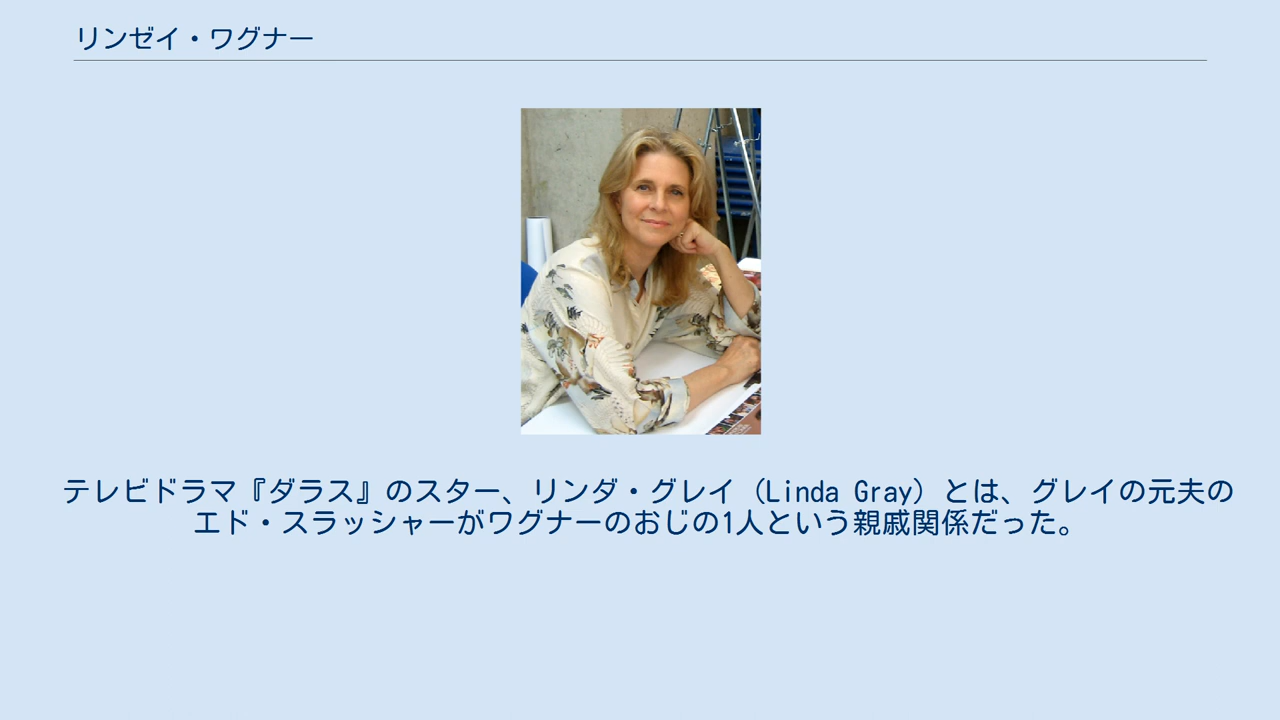 リンゼイ・ワグナー
テレビドラマ『ダラス』のスター、リンダ・グレイ（Linda Gray）とは、グレイの元夫の
エド・スラッシャーがワグナーのおじの1人という親戚関係だった。